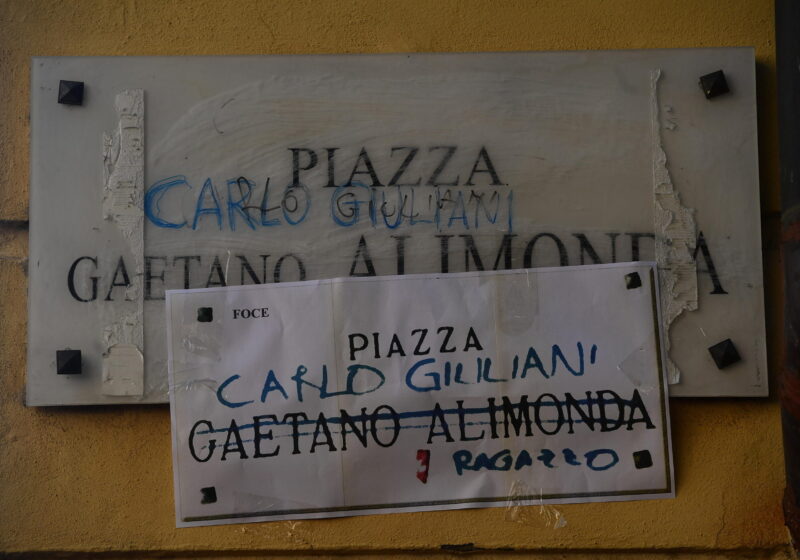 PIAZZA
CARLO GIULIANI
GAETANO ALIMONDA
FOCE
PIAZZA
CARLO GIULIANI
GAETANO ALIMONDA
RAGAZZO